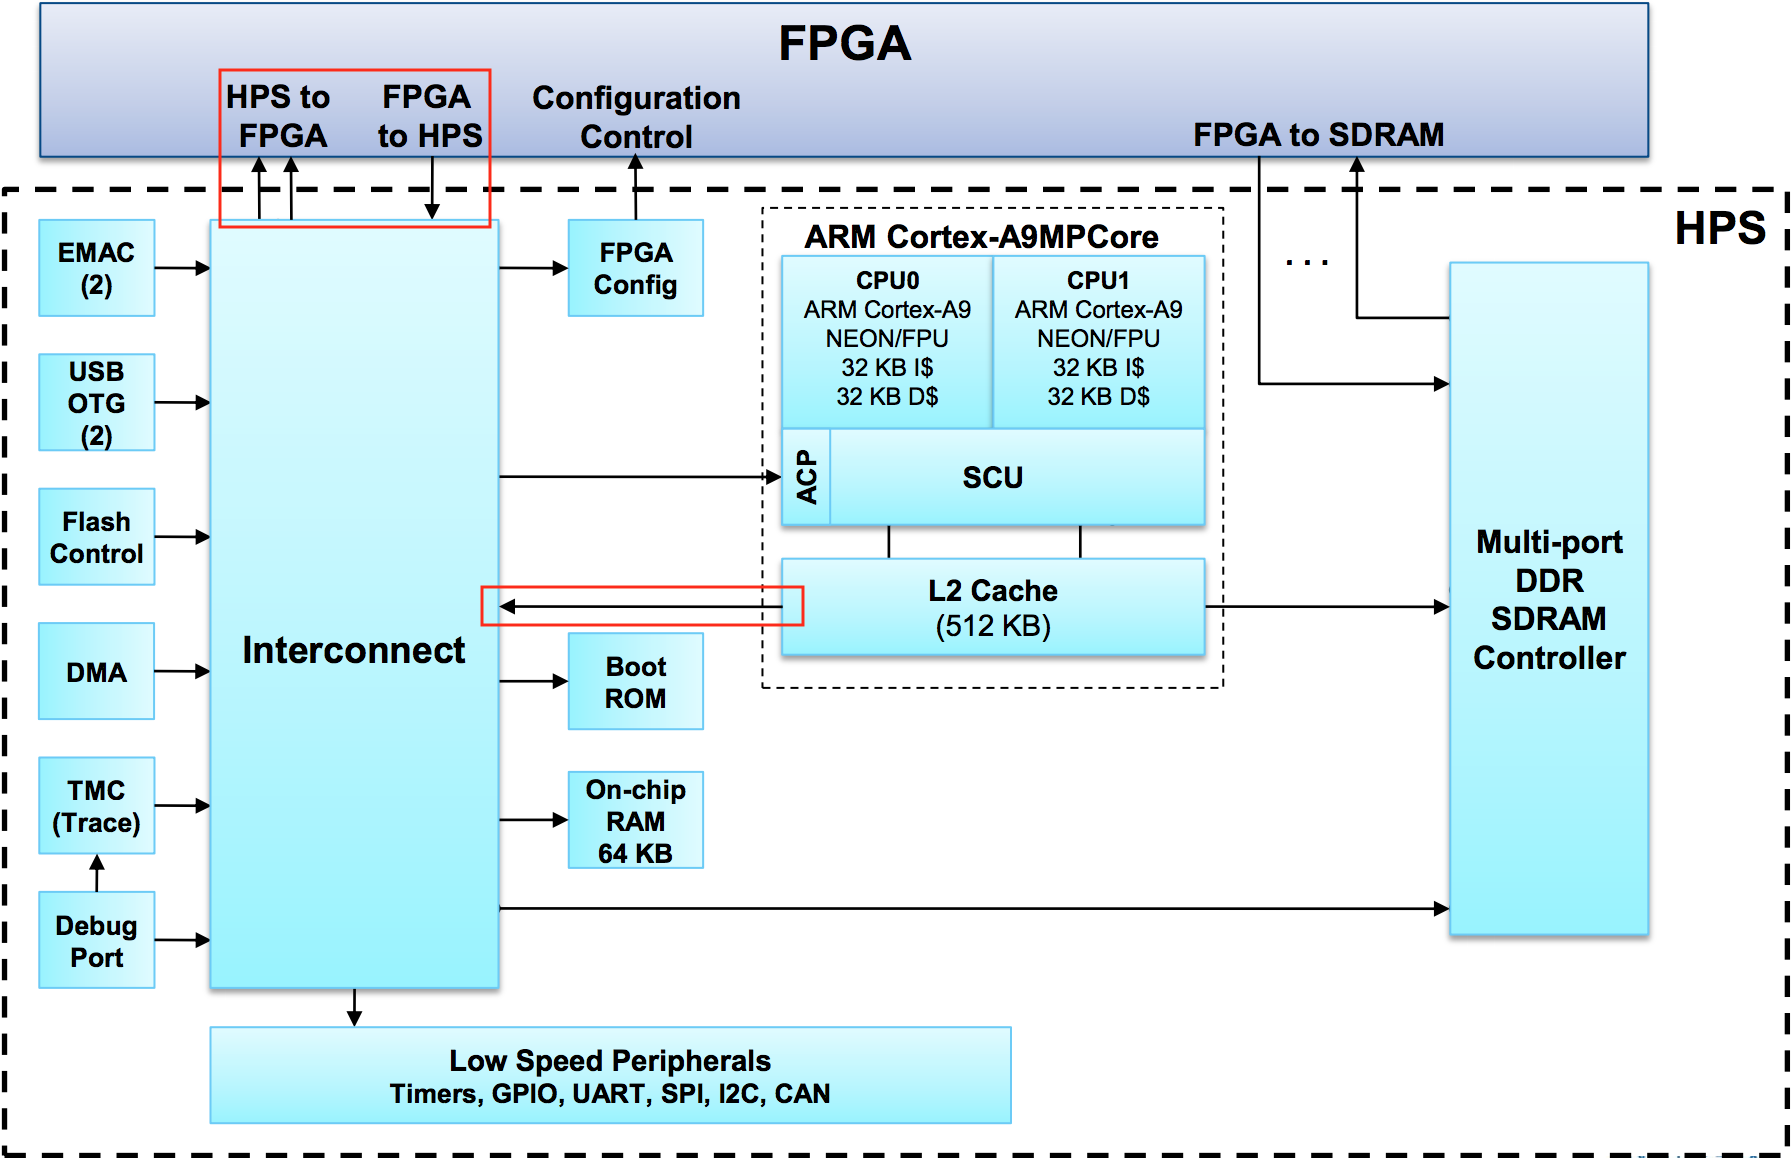 FPGA
HPS to
FPGA
FPGA
to HPS
Configuration
Control
FPGA to SDRAM
HPS
EMAC
(2)
FPGA
Config
ARM Cortex-A9MPCore
CPU0
ARM Cortex-A9
NEON/FPU
32 KB I$
32 KB D$
CPU1
ARM Cortex-A9
NEON/FPU
32 KB I$
32 KB D$
. . .
USB
OTG
(2)
ACP
SCU
Flash
Control
L2 Cache
(512 KB)
Multi-port
DDR
SDRAM
Controller
Interconnect
DMA
Boot
ROM
TMC
(Trace)
On-chip
RAM
64 KB
Debug
Port
Low Speed Peripherals
Timers, GPIO, UART, SPI, I2C, CAN